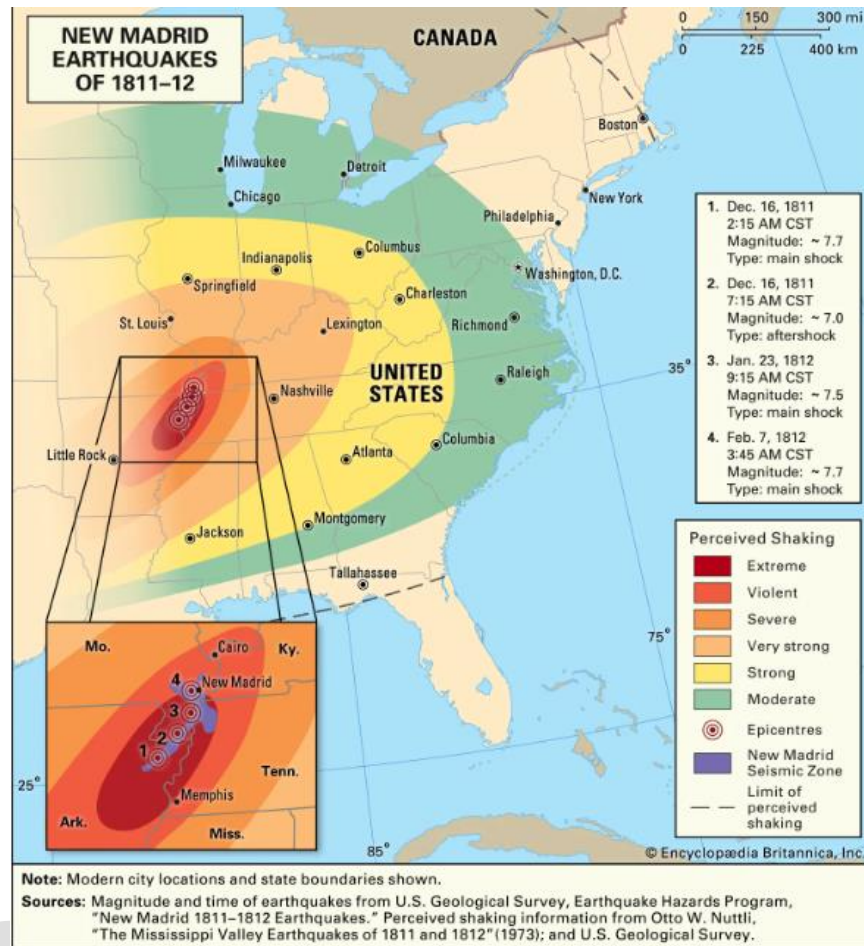 NEW MADRID
EARTHQUAKES
OF 1811–12
CANADA
0 150 300 mi
0 225 400 km
Boston
Milwaukee
Detroit
Chicago
New York
Philadelphia
Columbus
Indianapolis
Washington, D.C.
Springfield
Charleston
St. Louis
Lexington
Richmond
UNITED
STATES
35°
Raleigh
Nashville
Little Rock
Columbia
Atlanta
Jackson
Montgomery
Tallahassee
75°
25°
85°
1. Dec. 16, 1811
2:15 AM CST
Magnitude: ~ 7.7
Type: main shock
2. Dec. 16, 1811
7:15 AM CST
Magnitude: ~ 7.0
Type: aftershock
3. Jan. 23, 1812
9:15 AM CST
Magnitude: ~ 7.5
Type: main shock
4. Feb. 7, 1812
3:45 AM CST
Magnitude: ~ 7.7
Type: main shock
Perceived Shaking
Extreme
Violent
Severe
Very strong
Strong
Moderate
Epicentres
New Madrid
Seismic Zone
Limit of
perceived
shaking
Mo.
Cairo
Ky.
4
New Madrid
3
2
1
Tenn.
Memphis
Ark.
Miss.
© Encyclopædia Britannica, Inc.
Note: Modern city locations and state boundaries shown.
Sources: Magnitude and time of earthquakes from U.S. Geological Survey, Earthquake Hazards Program,
"New Madrid 1811–1812 Earthquakes." Perceived shaking information from Otto W. Nuttli,
"The Mississippi Valley Earthquakes of 1811 and 1812" (1973); and U.S. Geological Survey.